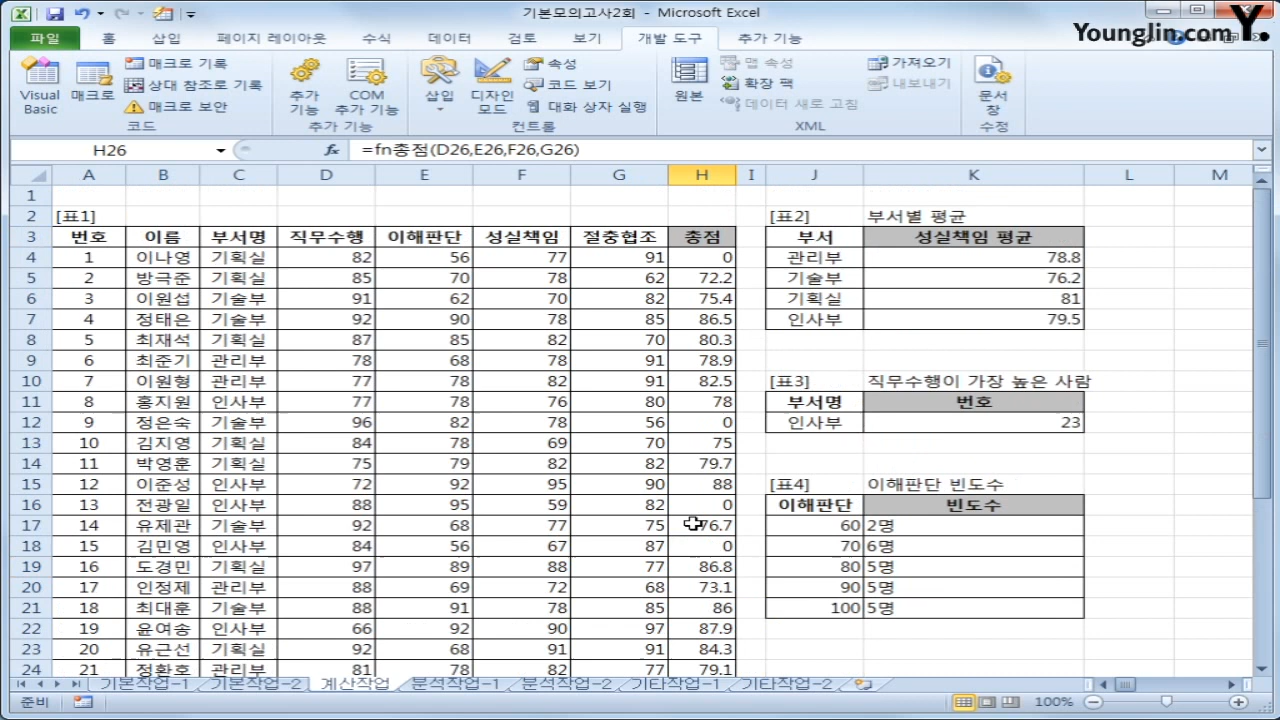 기본모의고사2회 - Microsoft Excel
YoungJin.com Y.
파일 홈 삽입 페이지 레이아웃 수식 데이터 검토 보기 개발 도구 추가 기능
Visual Basic 매크로 매크로 기록 상대 참조로 기록 매크로 보안 코드
추가 기능 COM 추가 기능 추가 기능
삽입 디자인 모드 속성 코드 보기 대화 상자 실행 컨트롤
원본 맵 속성 확장 팩 데이터 새로 고침 가져오기 내보내기 XML
문서 창 수정
H26 fx =fn총점(D26,E26,F26,G26)
A B C D E F G H I J K L M
1
2 [표1] [표2] 부서별 평균
3 번호 이름 부서명 직무수행 이해판단 성실책임 절충협조 총점 부서 성실책임 평균
4 1 이나영 기획실 82 56 77 91 0 관리부 78.8
5 2 방극준 기획실 85 70 78 62 72.2 기술부 76.2
6 3 이원섭 기술부 91 62 70 82 75.4 기획실 81
7 4 정태은 기술부 92 90 78 85 86.5 인사부 79.5
8 5 최재석 기획실 87 85 82 70 80.3
9 6 최준기 관리부 78 68 78 91 78.9
10 7 이원형 관리부 77 78 82 91 82.5 [표3] 직무수행이 가장 높은 사람
11 8 홍지원 인사부 77 78 76 80 78 부서명 번호
12 9 정은숙 기술부 96 82 78 56 0 인사부 23
13 10 김지영 기획실 84 78 69 70 75
14 11 박영훈 기획실 75 79 82 82 79.7
15 12 이준성 인사부 72 92 95 90 88 [표4] 이해판단 빈도수
16 13 전광일 인사부 88 95 59 82 0 이해판단 빈도수
17 14 유제관 기술부 92 68 77 75 76.7 60 2명
18 15 김민영 인사부 84 56 67 87 0 70 6명
19 16 도경민 기획실 97 89 88 77 86.8 80 5명
20 17 인정제 관리부 88 69 72 68 73.1 90 5명
21 18 최대훈 기술부 88 91 78 85 86 100 5명
22 19 윤여송 인사부 66 92 90 97 87.9
23 20 유근선 기획실 92 68 91 91 84.3
24 21 정환호 관리부 81 78 82 77 79.1
기본작업-1 기본작업-2 계산작업 분석작업-1 분석작업-2 기타작업-1 기타작업-2
준비 100%